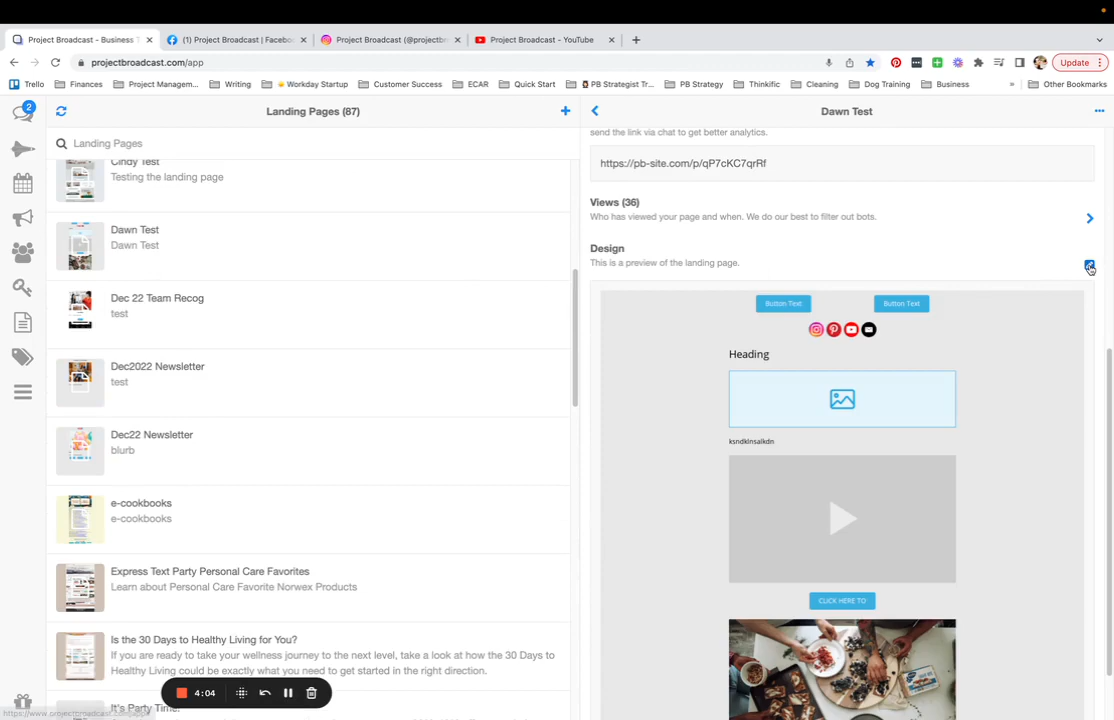 Project Broadcast - Business T
(1) Project Broadcast | Facebo
Project Broadcast (@projectbr
Project Broadcast - YouTube
projectbroadcast.com/app
Update
Trello
Finances
Project Managem...
Writing
Workday Startup
Customer Success
ECAR
Quick Start
PB Strategist Tr...
PB Strategy
Thinkific
Cleaning
Dog Training
Business
»
Other Bookmarks
2
Landing Pages (87)
Dawn Test
Landing Pages
send the link via chat to get better analytics.
Cindy Test
Testing the landing page
https://pb-site.com/p/qP7cKC7qrRf
Views (36)
Who has viewed your page and when. We do our best to filter out bots.
Dawn Test
Dawn Test
Design
This is a preview of the landing page.
Dec 22 Team Recog
test
Button Text
Button Text
Heading
Dec2022 Newsletter
test
ksndklnsalkdn
Dec22 Newsletter
blurb
e-cookbooks
e-cookbooks
Express Text Party Personal Care Favorites
Learn about Personal Care Favorite Norwex Products
CLICK HERE TO
Is the 30 Days to Healthy Living for You?
If you are ready to take your wellness journey to the next level, take a look at how the 30 Days to
Healthy Living could be exactly what you need to get started in the right direction.
4:04
It's Party Time!